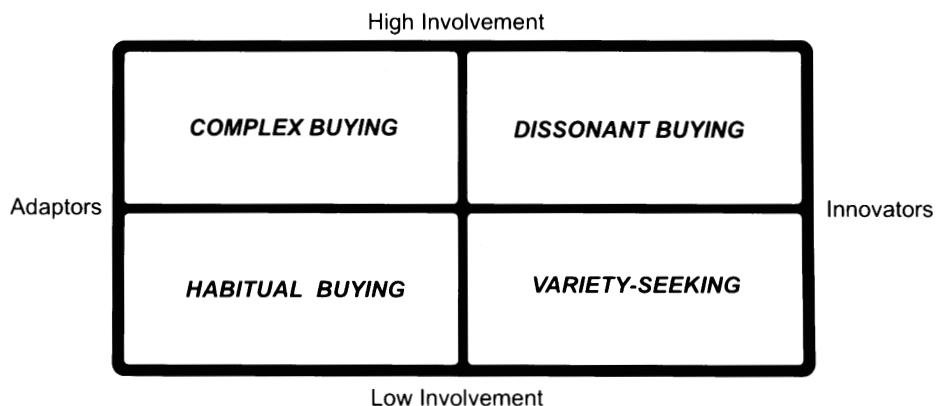 High Involvement
COMPLEX BUYING
DISSONANT BUYING
Adaptors
Innovators
HABITUAL BUYING
VARIETY-SEEKING
Low Involvement